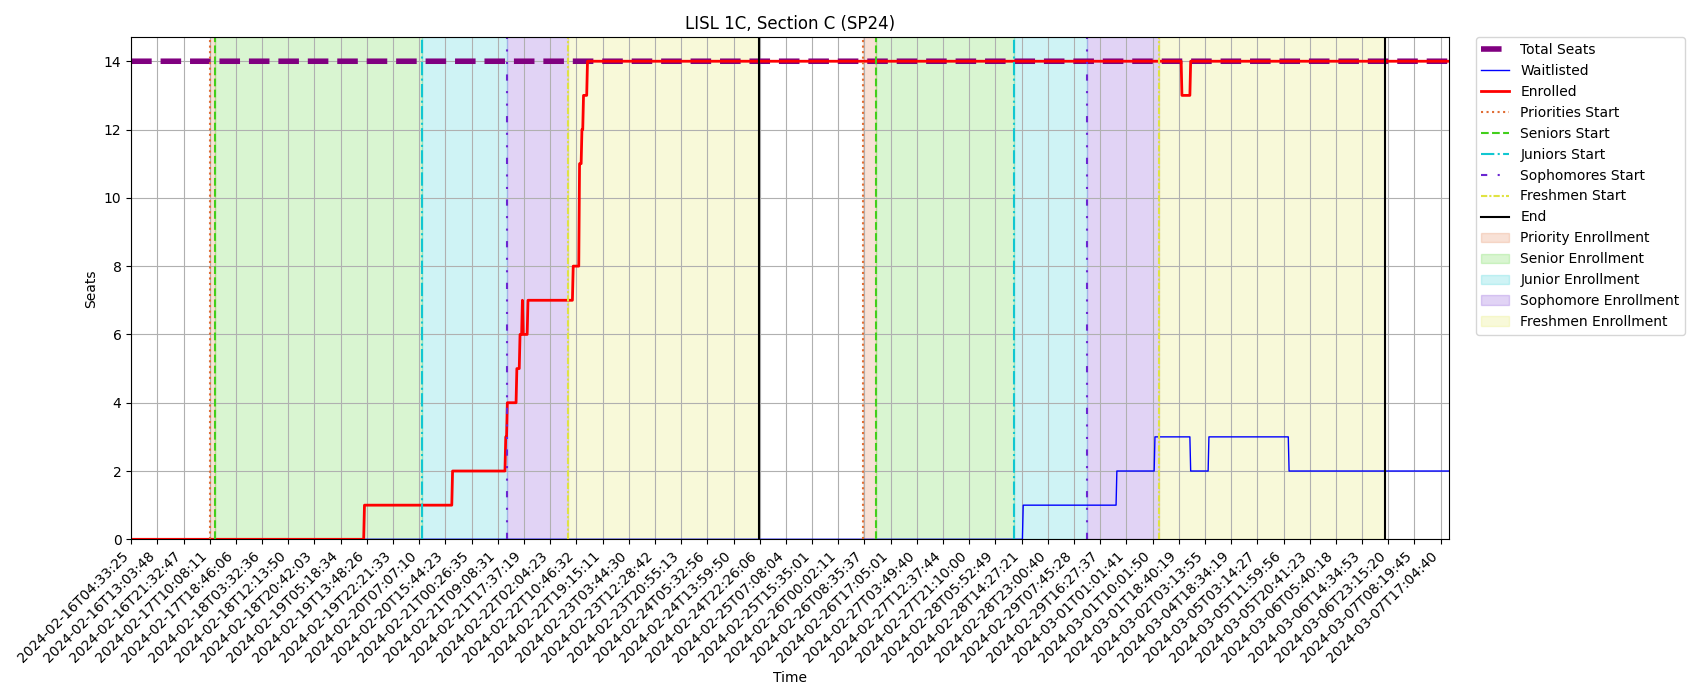 LISL 1C, Section C (SP24)
Seats
14
12
10
8
6
4
2
0
2024-02-16T04:33:25
2024-02-16T13:03:48
2024-02-16T21:32:47
2024-02-17T10:08:11
2024-02-17T18:46:06
2024-02-18T03:32:36
2024-02-18T12:13:50
2024-02-18T20:42:03
2024-02-19T05:18:34
2024-02-19T13:48:26
2024-02-19T22:21:33
2024-02-20T07:07:10
2024-02-20T15:44:23
2024-02-21T00:26:35
2024-02-21T09:08:31
2024-02-21T17:37:19
2024-02-22T02:04:23
2024-02-22T10:46:32
2024-02-22T19:15:11
2024-02-23T03:44:30
2024-02-23T12:28:42
2024-02-23T20:55:13
2024-02-24T05:32:56
2024-02-24T13:59:50
2024-02-24T22:26:06
2024-02-25T07:08:04
2024-02-25T15:35:01
2024-02-26T00:02:11
2024-02-26T08:35:37
2024-02-26T17:05:01
2024-02-27T03:49:40
2024-02-27T12:37:44
2024-02-27T21:10:00
2024-02-28T05:52:49
2024-02-28T14:27:21
2024-02-28T23:00:40
2024-02-29T07:45:28
2024-02-29T16:27:37
2024-03-01T01:01:41
2024-03-01T10:01:50
2024-03-01T18:40:19
2024-03-02T03:13:55
2024-03-04T18:34:19
2024-03-05T03:14:27
2024-03-05T11:59:56
2024-03-05T20:41:23
2024-03-06T05:40:18
2024-03-06T14:34:53
2024-03-06T23:15:20
2024-03-07T08:19:45
2024-03-07T17:04:40
Time
Total Seats
Waitlisted
Enrolled
Priorities Start
Seniors Start
Juniors Start
Sophomores Start
Freshmen Start
End
Priority Enrollment
Senior Enrollment
Junior Enrollment
Sophomore Enrollment
Freshmen Enrollment